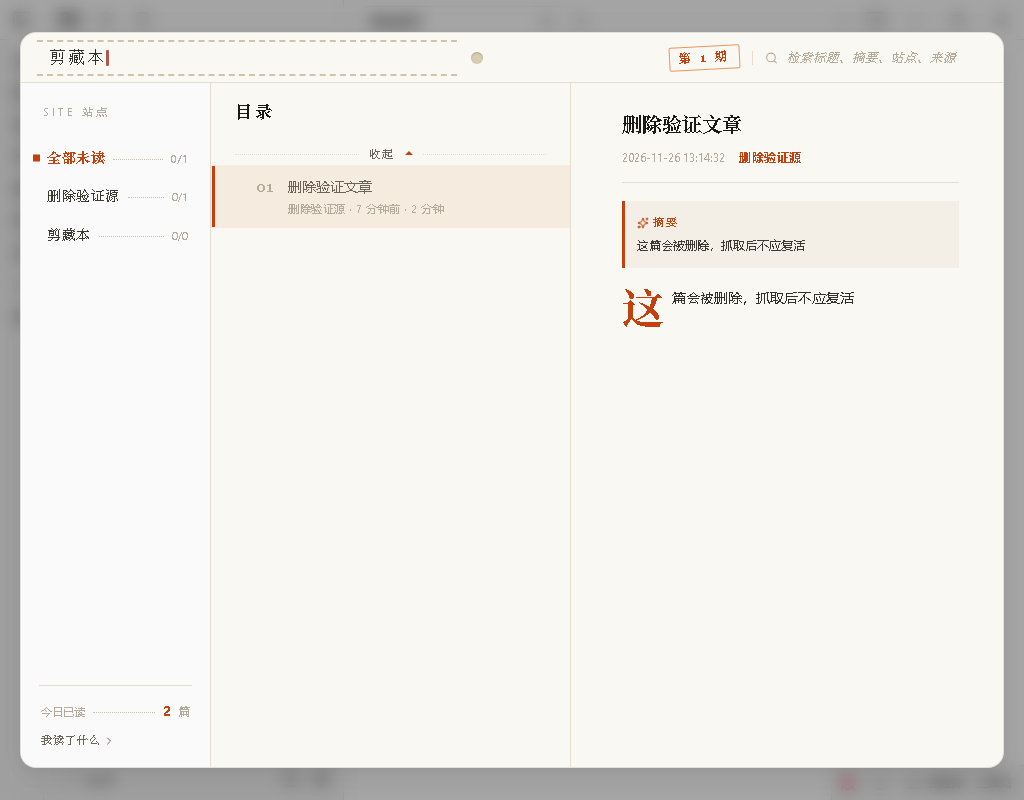 剪藏本
第 1 期
检索标题、摘要、站点、来源
SITE 站点
全部未读 0/1
删除验证源 0/1
剪藏本 0/0
今日已读 2 篇
我读了什么
目录
收起
01 删除验证文章
删除验证源 · 7 分钟前 · 2 分钟
删除验证文章
2026-11-26 13:14:32 删除验证源
摘要
这篇会被删除，抓取后不应复活
这篇会被删除，抓取后不应复活